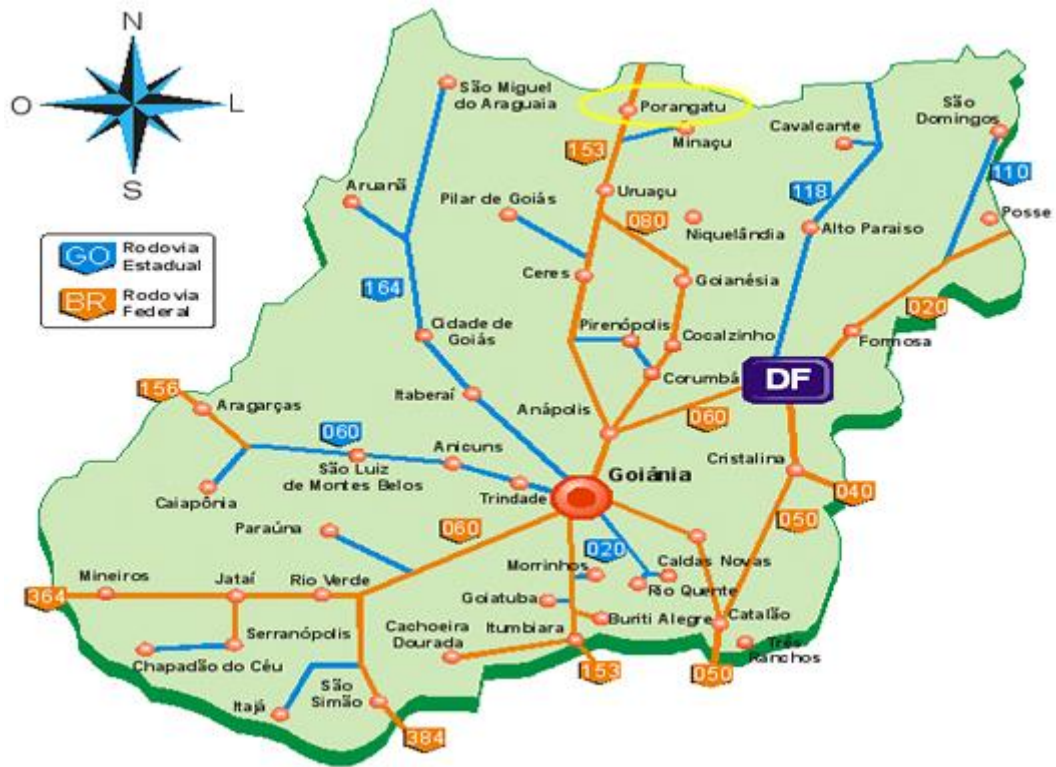 N
O
L
S
GO Rodovia
Estadual
BR Rodovia
Federal
São Miguel
do Araguaia
Porangatu
São
Domingos
Cavalcante
Minaçu
153
110
Aruanã
Uruaçu
118
Pilar de Goiás
080
Posse
Niquelândia
Alto Paraiso
Ceres
Goianésia
164
020
Cidade de
Goiás
Pirenópolis
Cocalzinho
Formosa
Corumbá
DF
156
Itaberaí
Aragarças
Anápolis
060
060
Anicuns
Cristalina
São Luiz
de Montes Belos
Goiânia
Trindade
040
Caiapônia
050
Paraúna
060
020
Morrinhos
Caldas Novas
Mineiros
Jataí
Rio Verde
Rio Quente
364
Goiatuba
Buriti Alegre
Catalão
Serranópolis
Cachoeira
Dourada
Itumbiara
Três
Ranchos
Chapadão do Céu
153
050
São
Simão
Itajá
384